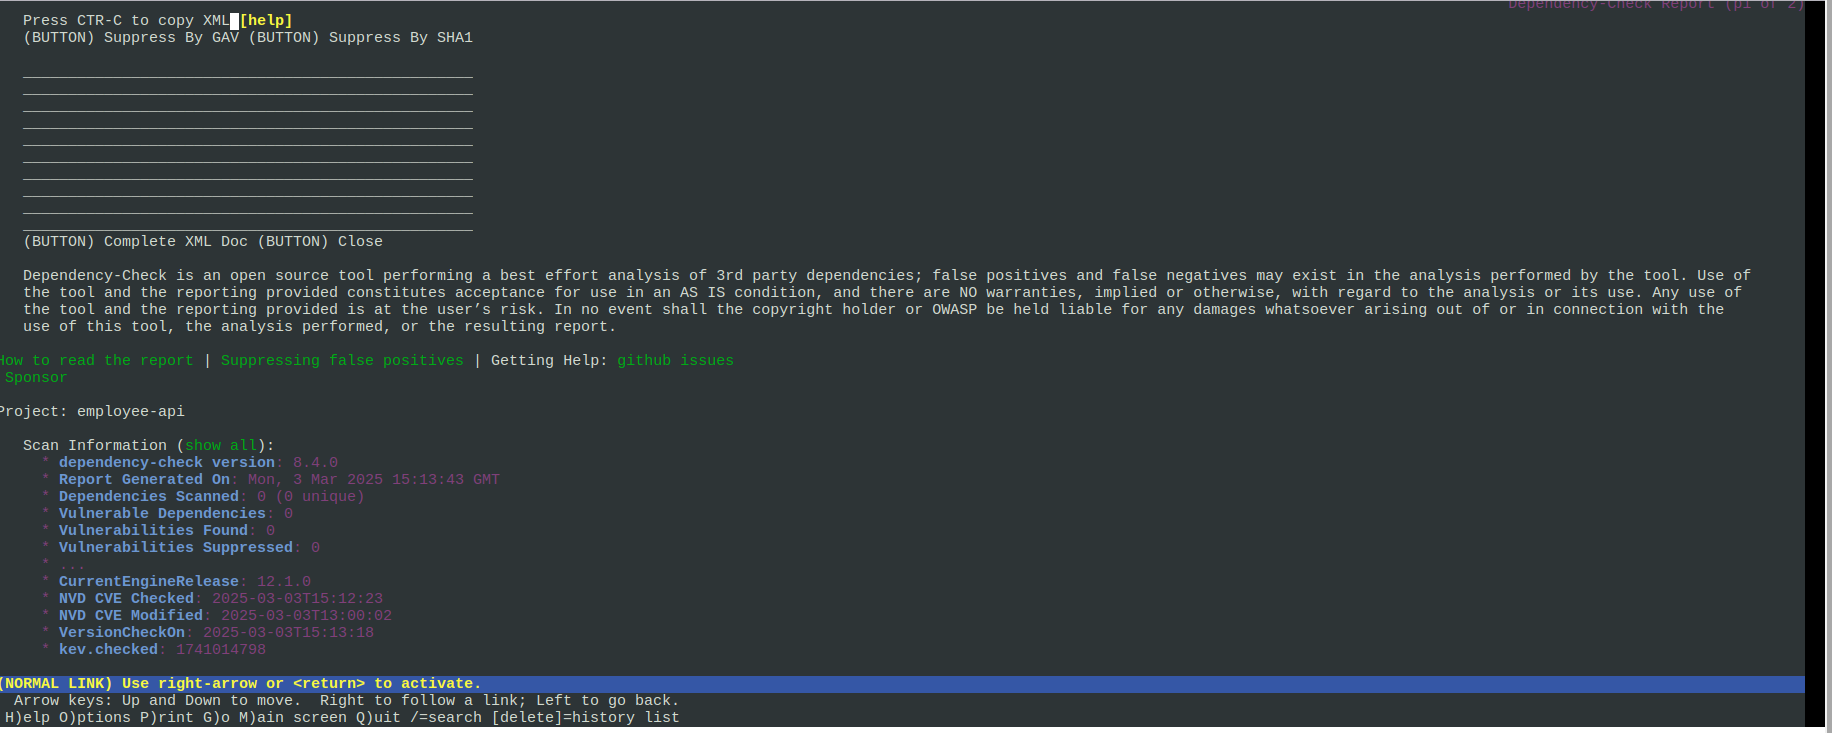 Dependency-Check Report (p1 of 2)
Press CTR-C to copy XML [help]
(BUTTON) Suppress By GAV (BUTTON) Suppress By SHA1
__________________________________________________
__________________________________________________
__________________________________________________
__________________________________________________
__________________________________________________
__________________________________________________
__________________________________________________
__________________________________________________
__________________________________________________
__________________________________________________
(BUTTON) Complete XML Doc (BUTTON) Close
Dependency-Check is an open source tool performing a best effort analysis of 3rd party dependencies; false positives and false negatives may exist in the analysis performed by the tool. Use of
the tool and the reporting provided constitutes acceptance for use in an AS IS condition, and there are NO warranties, implied or otherwise, with regard to the analysis or its use. Any use of
the tool and the reporting provided is at the user’s risk. In no event shall the copyright holder or OWASP be held liable for any damages whatsoever arising out of or in connection with the
use of this tool, the analysis performed, or the resulting report.
How to read the report | Suppressing false positives | Getting Help: github issues
Sponsor
Project: employee-api
Scan Information (show all):
* dependency-check version: 8.4.0
* Report Generated On: Mon, 3 Mar 2025 15:13:43 GMT
* Dependencies Scanned: 0 (0 unique)
* Vulnerable Dependencies: 0
* Vulnerabilities Found: 0
* Vulnerabilities Suppressed: 0
* ...
* CurrentEngineRelease: 12.1.0
* NVD CVE Checked: 2025-03-03T15:12:23
* NVD CVE Modified: 2025-03-03T13:00:02
* VersionCheckOn: 2025-03-03T15:13:18
* kev.checked: 1741014798
(NORMAL LINK) Use right-arrow or <return> to activate.
Arrow keys: Up and Down to move.  Right to follow a link; Left to go back.
H)elp O)ptions P)rint G)o M)ain screen Q)uit /=search [delete]=history list